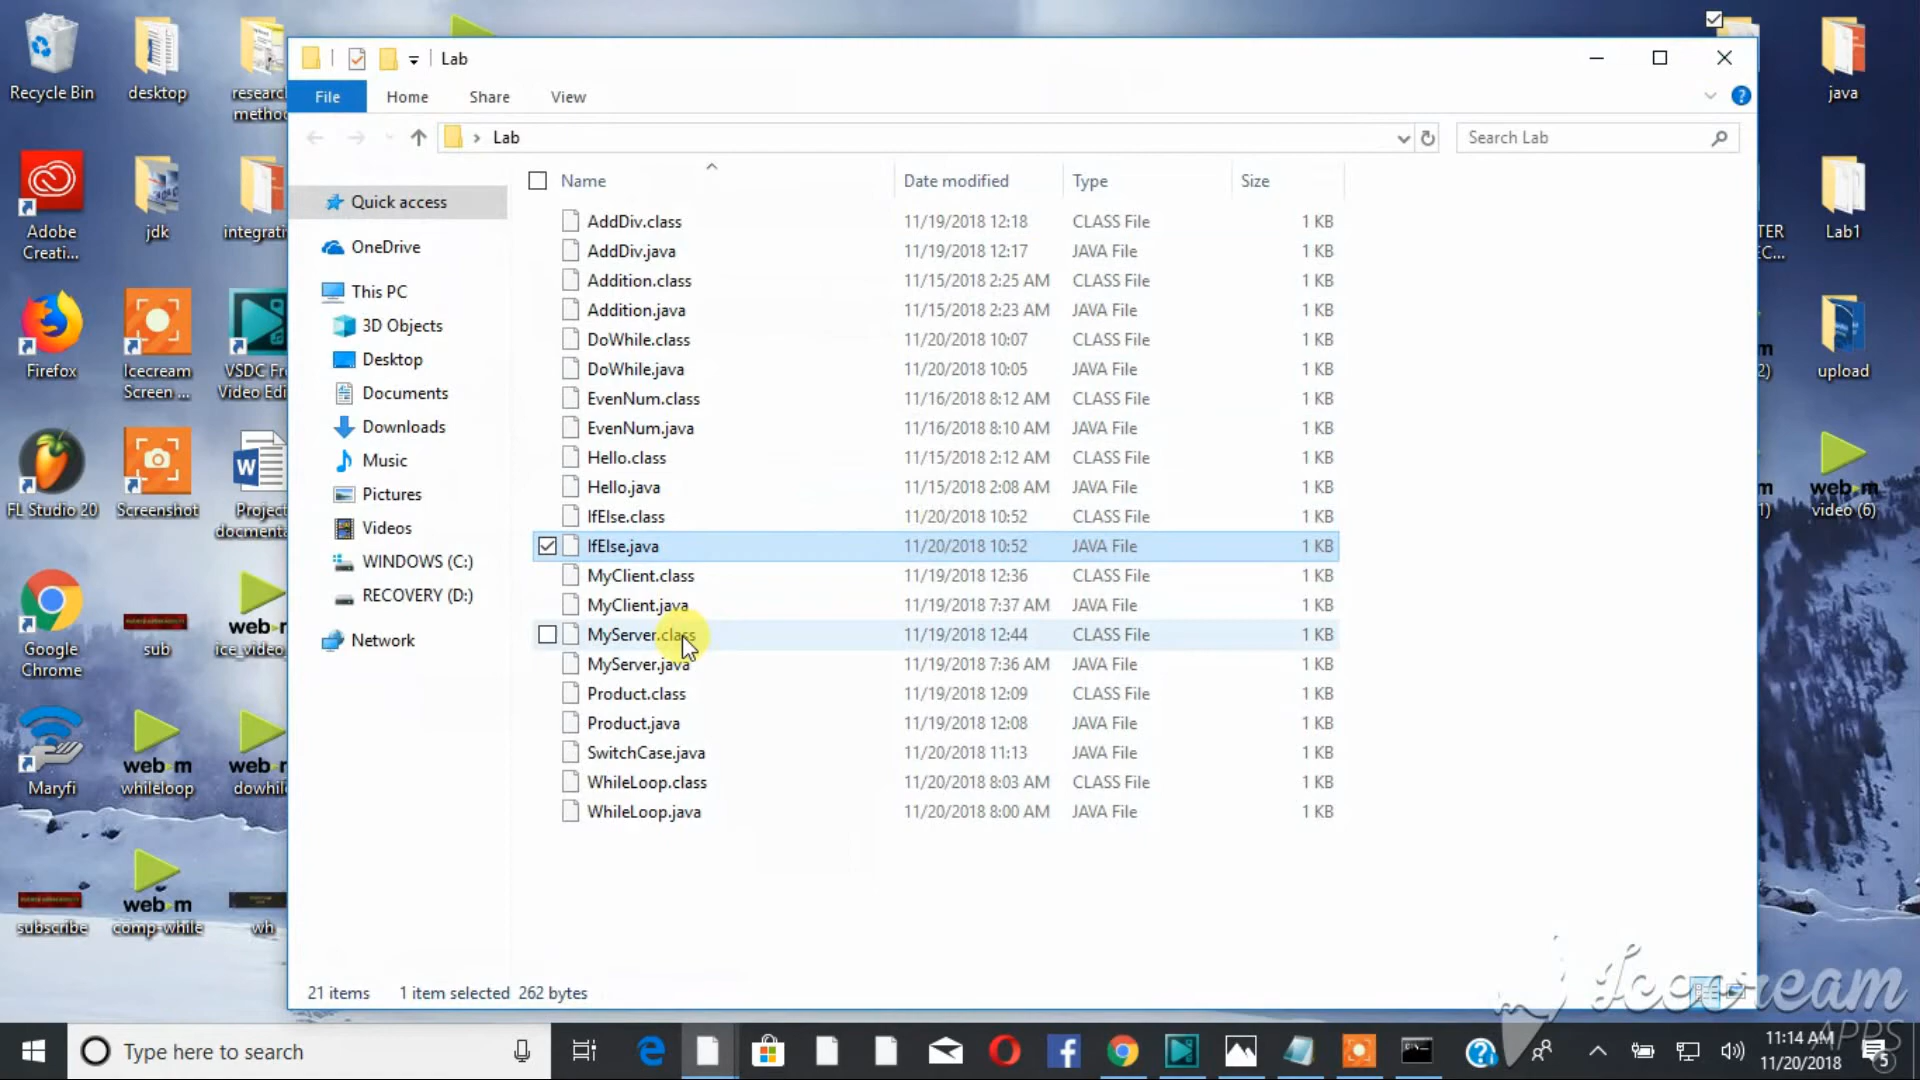 Lab
File Home Share View
Lab
Search Lab
Name Date modified Type Size
Quick access
OneDrive
This PC
3D Objects
Desktop
Documents
Downloads
Music
Pictures
Videos
WINDOWS (C:)
RECOVERY (D:)
Network
AddDiv.class 11/19/2018 12:18 CLASS File 1 KB
AddDiv.java 11/19/2018 12:17 JAVA File 1 KB
Addition.class 11/15/2018 2:25 AM CLASS File 1 KB
Addition.java 11/15/2018 2:23 AM JAVA File 1 KB
DoWhile.class 11/20/2018 10:07 CLASS File 1 KB
DoWhile.java 11/20/2018 10:05 JAVA File 1 KB
EvenNum.class 11/16/2018 8:12 AM CLASS File 1 KB
EvenNum.java 11/16/2018 8:10 AM JAVA File 1 KB
Hello.class 11/15/2018 2:12 AM CLASS File 1 KB
Hello.java 11/15/2018 2:08 AM JAVA File 1 KB
IfElse.class 11/20/2018 10:52 CLASS File 1 KB
IfElse.java 11/20/2018 10:52 JAVA File 1 KB
MyClient.class 11/19/2018 12:36 CLASS File 1 KB
MyClient.java 11/19/2018 7:37 AM JAVA File 1 KB
MyServer.class 11/19/2018 12:44 CLASS File 1 KB
MyServer.java 11/19/2018 7:36 AM JAVA File 1 KB
Product.class 11/19/2018 12:09 CLASS File 1 KB
Product.java 11/19/2018 12:08 JAVA File 1 KB
SwitchCase.java 11/20/2018 11:13 JAVA File 1 KB
WhileLoop.class 11/20/2018 8:03 AM CLASS File 1 KB
WhileLoop.java 11/20/2018 8:00 AM JAVA File 1 KB
21 items 1 item selected 262 bytes
Recycle Bin
desktop
research
metho
Adobe
Creati...
jdk
integrati
Firefox
Icecream
Screen ...
VSDC Fre
Video Edi
FL Studio 20
Screenshot
Project
documenta
Google
Chrome
sub
web m
ice_video_
Maryfi
web m
whileloop
web
dowhil
subscribe
web m
comp-while
wh
java
TER
EC...
Lab1
m
2)
upload
m
1)
web m
video (6)
Type here to search
11:14 AM
11/20/2018
5
Icecream
APPS